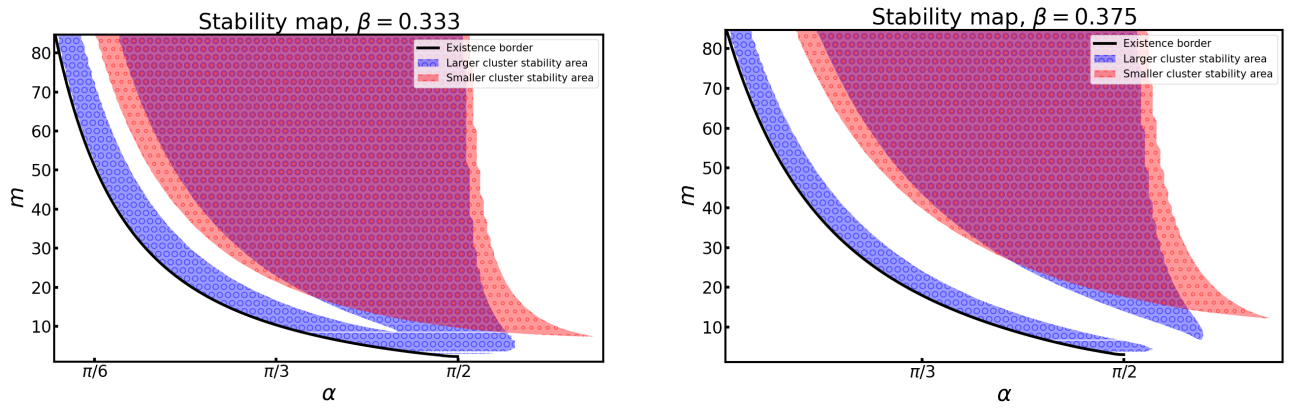 Stability map, β = 0.333
Existence border
Larger cluster stability area
Smaller cluster stability area
80
70
60
50
40
30
20
10
m
π/6
π/3
π/2
α
Stability map, β = 0.375
Existence border
Larger cluster stability area
Smaller cluster stability area
80
70
60
50
40
30
20
10
m
π/3
π/2
α